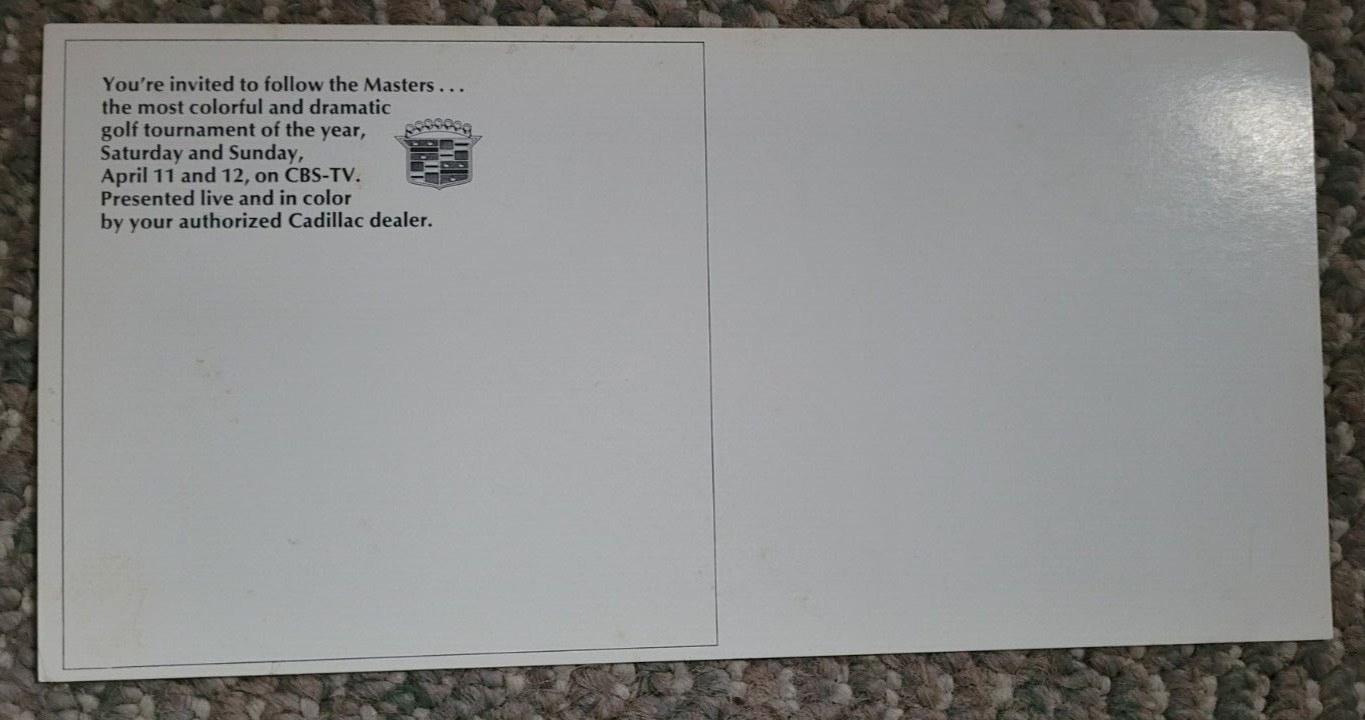 You're invited to follow the Masters . . .
the most colorful and dramatic
golf tournament of the year,
Saturday and Sunday,
April 11 and 12, on CBS-TV.
Presented live and in color
by your authorized Cadillac dealer.